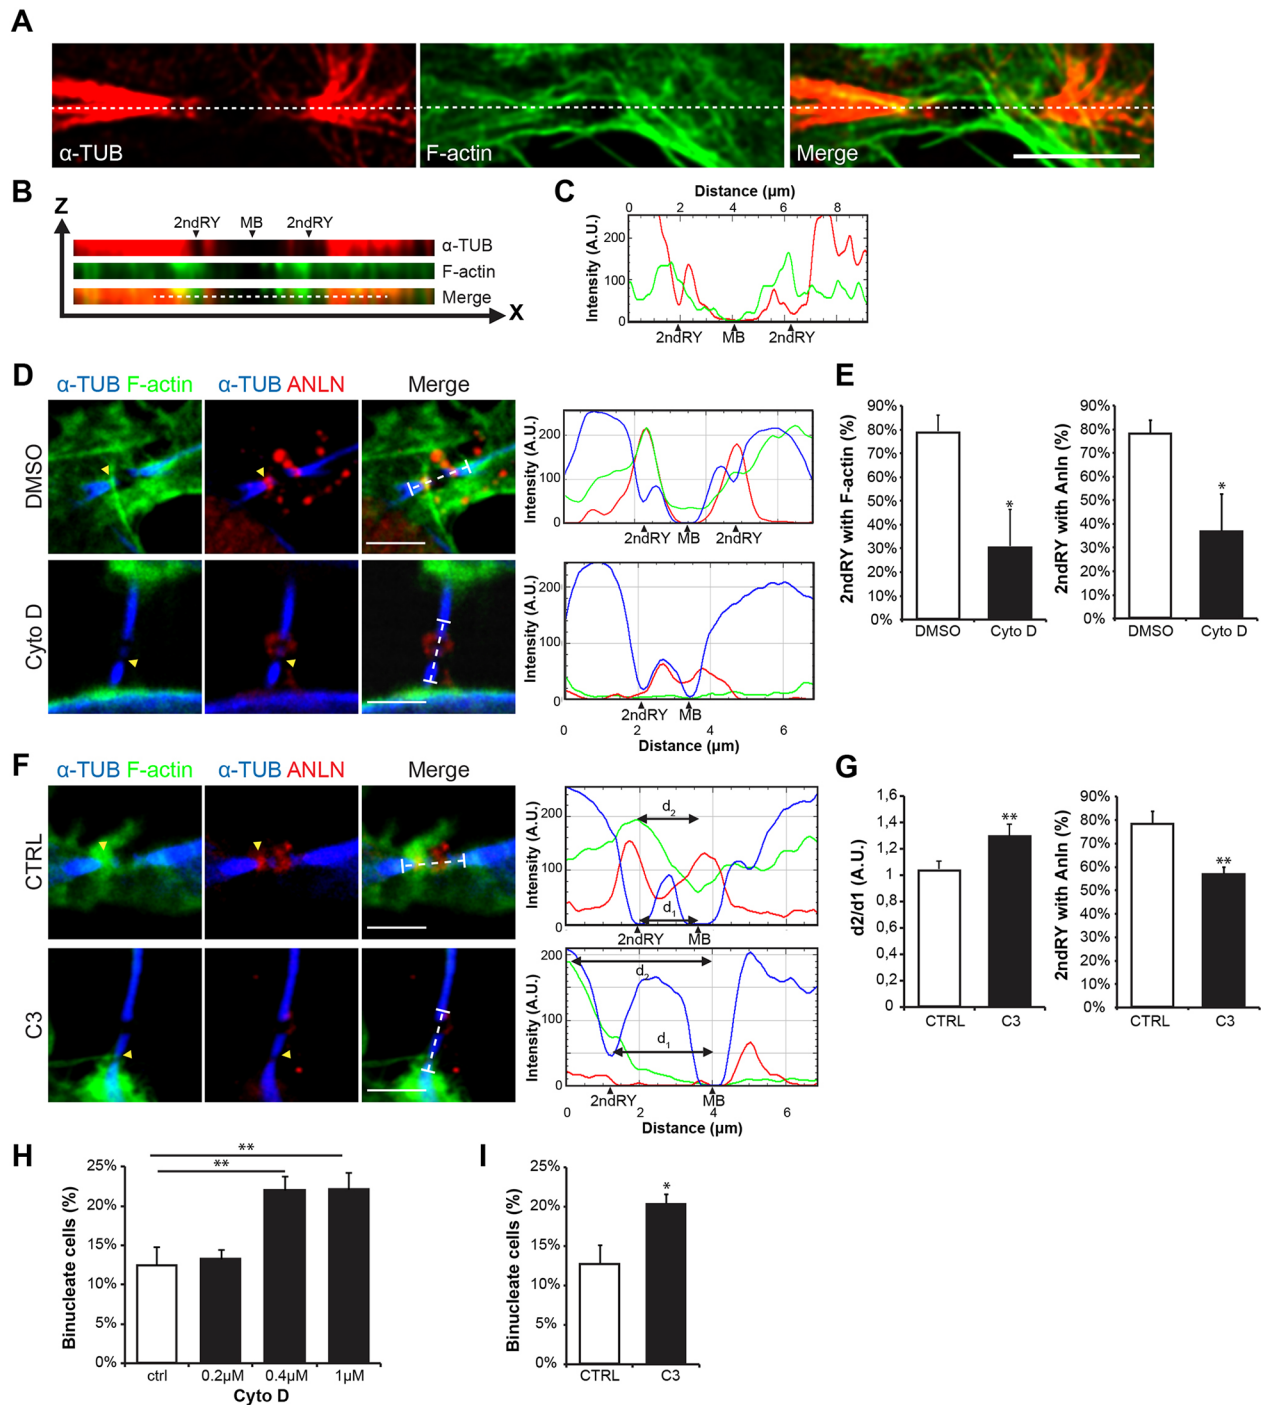 A
α-TUB
F-actin
Merge
B
Z
2ndRY MB 2ndRY
α-TUB
F-actin
Merge
X
C
Distance (μm)
0 2 4 6 8
Intensity (A.U.)
200
100
0
2ndRY MB 2ndRY
D
α-TUB F-actin
α-TUB ANLN
Merge
DMSO
Cyto D
Intensity (A.U.)
200
100
0
2ndRY MB 2ndRY
Intensity (A.U.)
200
100
0
2ndRY MB
0 2 4 6
Distance (μm)
E
2ndRY with F-actin (%)
90%
80%
70%
60%
50%
40%
30%
20%
10%
0%
*
DMSO Cyto D
2ndRY with Anln (%)
90%
80%
70%
60%
50%
40%
30%
20%
10%
0%
*
DMSO Cyto D
F
α-TUB F-actin
α-TUB ANLN
Merge
CTRL
C3
Intensity (A.U.)
200
100
0
d2
d1
2ndRY MB
Intensity (A.U.)
200
100
0
d2
d1
2ndRY MB
0 2 4 6
Distance (μm)
G
d2/d1 (A.U.)
1,6
1,4
1,2
1
0,8
0,6
0,4
0,2
0
**
CTRL C3
2ndRY with Anln (%)
90%
80%
70%
60%
50%
40%
30%
20%
10%
0%
**
CTRL C3
H
Binucleate cells (%)
25%
20%
15%
10%
5%
0%
**
**
ctrl 0.2μM 0.4μM 1μM
Cyto D
I
Binucleate cells (%)
25%
20%
15%
10%
5%
0%
*
CTRL C3